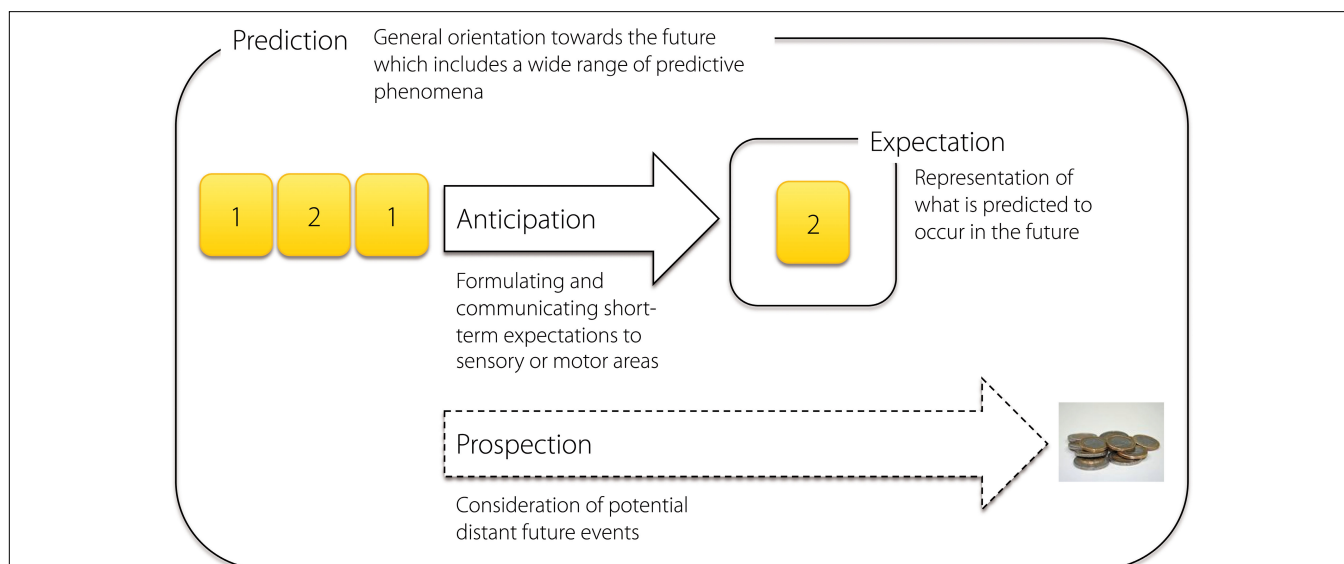 Prediction
General orientation towards the future
which includes a wide range of predictive
phenomena
1 2 1
Anticipation
Formulating and
communicating short-
term expectations to
sensory or motor areas
2
Expectation
Representation of
what is predicted to
occur in the future
Prospection
Consideration of potential
distant future events